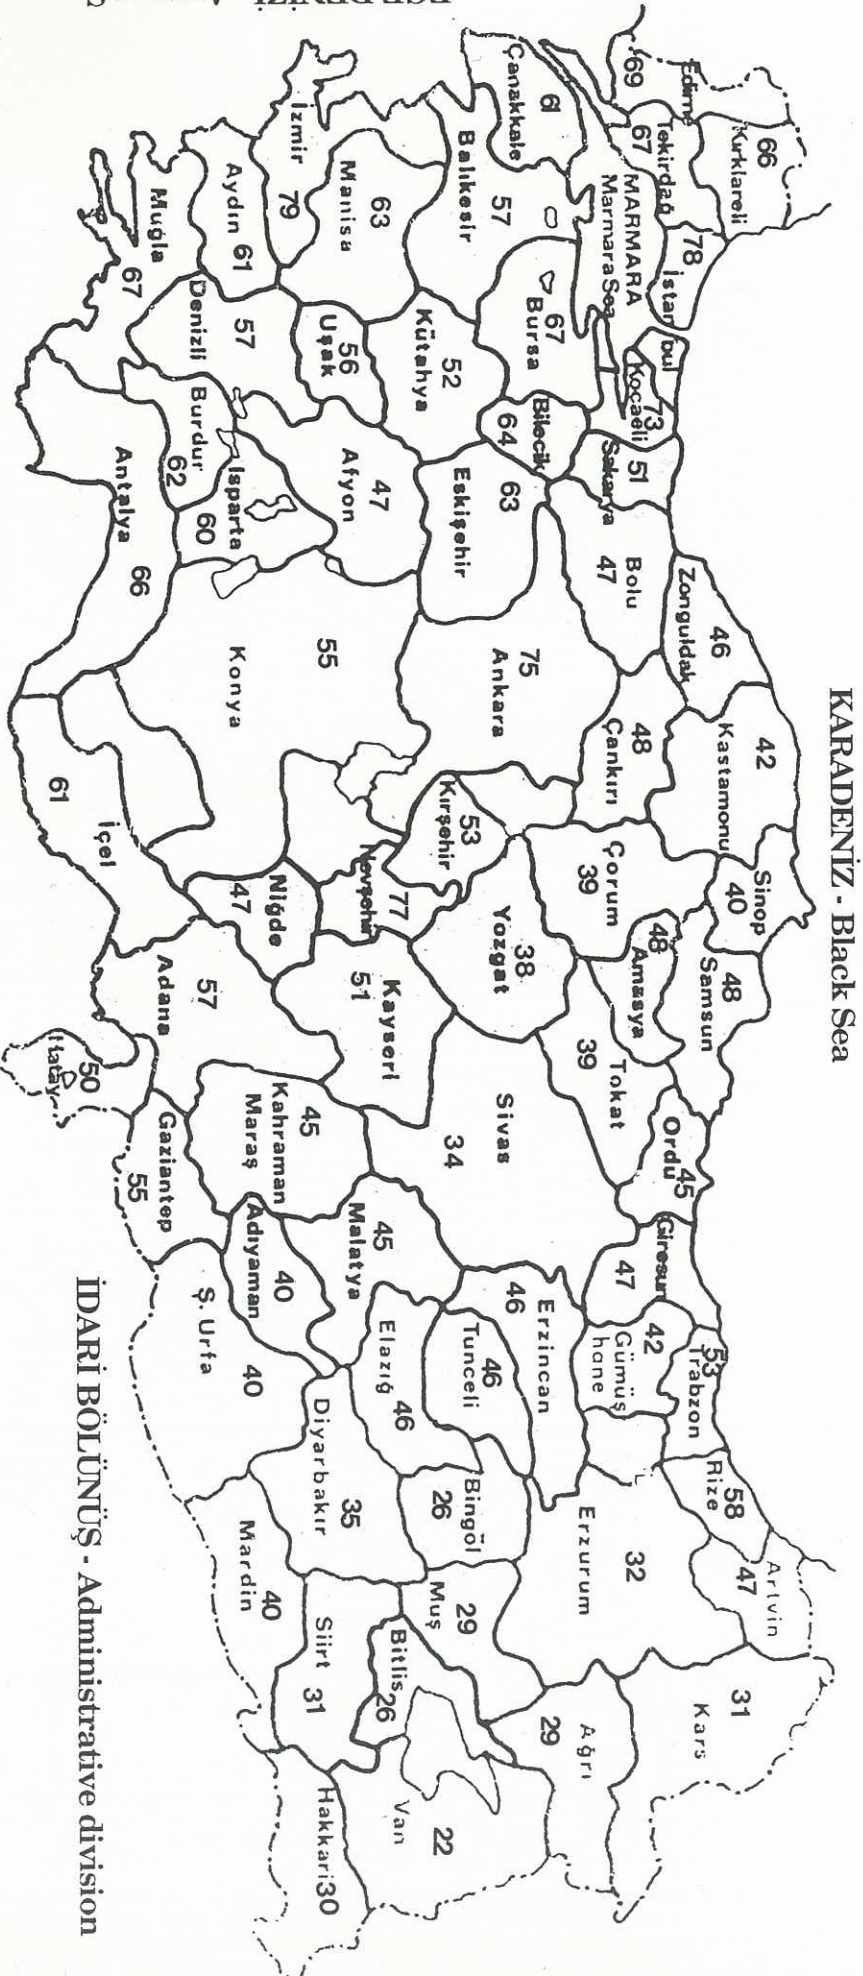 KARADENİZ - Black Sea
Edirne
69
66
Kırklareli
Tekirdağ
67
78
İstan
bul
MARMARA
Marmara Sea
73
Kocaeli
51
Sakarya
Bolu
47
Zonguldak
46
42
Kastamonu
48
Çankırı
Sinop
40
Çorum
39
48
Amasya
48
Samsun
Tokat
39
Ordu
45
Giresun
47
42
Gümüş
hane
53
Trabzon
Rize
58
Artvin
47
31
Kars
61
Çanakkale
57
Balıkesir
67
Bursa
Bilecik
64
63
Eskişehir
52
Kütahya
75
Ankara
53
Kırşehir
38
Yozgat
Sivas
34
Erzincan
46
46
Tunceli
32
Erzurum
Bingöl
26
29
Muş
Ağrı
29
İzmir
79
63
Manisa
56
Uşak
47
Afyon
55
Konya
77
Nevşehir
Niğde
47
Kayseri
51
45
Malatya
Elazığ
46
35
Diyarbakır
Bitlis
26
22
Van
Aydın
61
Muğla
67
57
Denizli
Burdur
62
Isparta
60
Antalya
66
İçel
61
57
Adana
50
Hatay
45
Kahraman
Maraş
Gaziantep
55
Adıyaman
40
Ş. Urfa
40
Mardin
40
Siirt
31
Hakkari
30
İDARİ BÖLÜNÜŞ - Administrative division